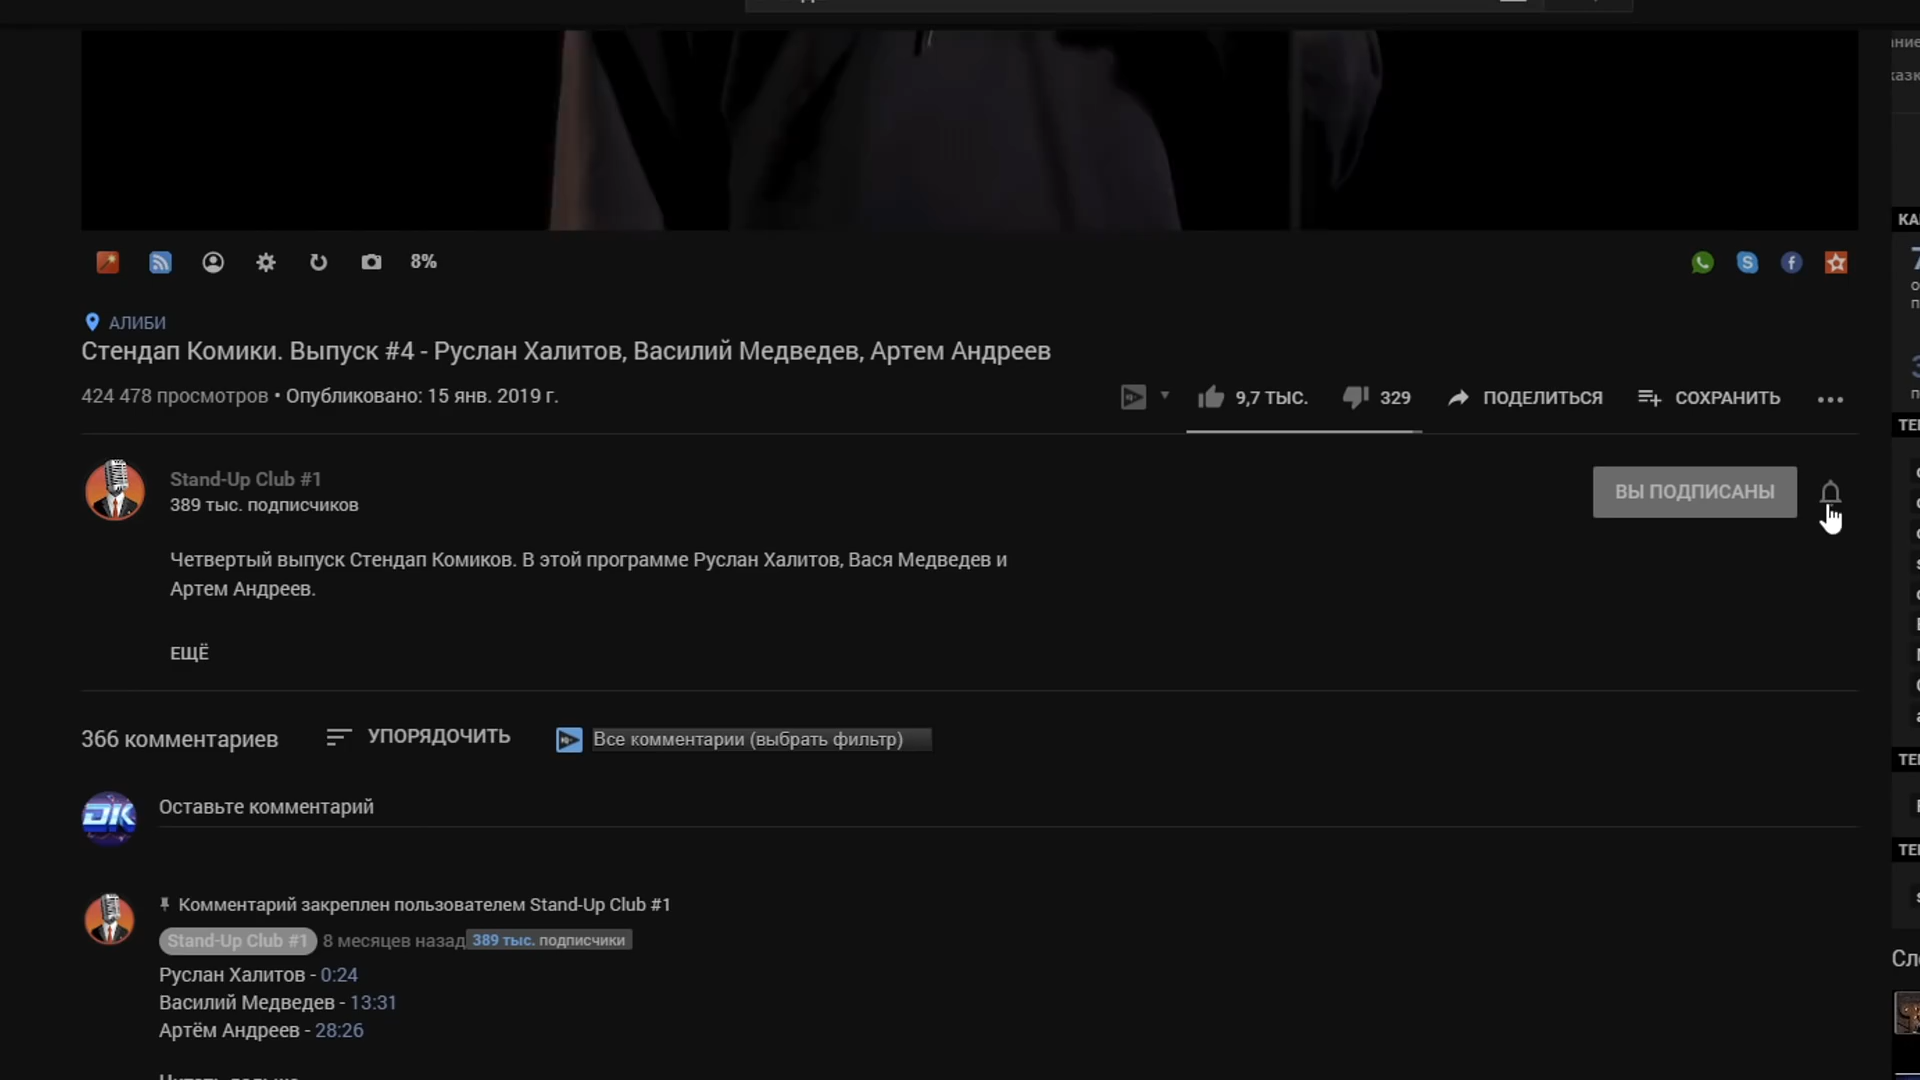 8%
АЛИБИ
Стендап Комики. Выпуск #4 - Руслан Халитов, Василий Медведев, Артем Андреев
424 478 просмотров • Опубликовано: 15 янв. 2019 г.
9,7 ТЫС.
329
ПОДЕЛИТЬСЯ
СОХРАНИТЬ
Stand-Up Club #1
389 тыс. подписчиков
ВЫ ПОДПИСАНЫ
Четвертый выпуск Стендап Комиков. В этой программе Руслан Халитов, Вася Медведев и
Артем Андреев.
ЕЩЁ
366 комментариев
УПОРЯДОЧИТЬ
Все комментарии (выбрать фильтр)
DK
Оставьте комментарий
Комментарий закреплен пользователем Stand-Up Club #1
Stand-Up Club #1 8 месяцев назад 389 тыс. подписчики
Руслан Халитов - 0:24
Василий Медведев - 13:31
Артём Андреев - 28:26